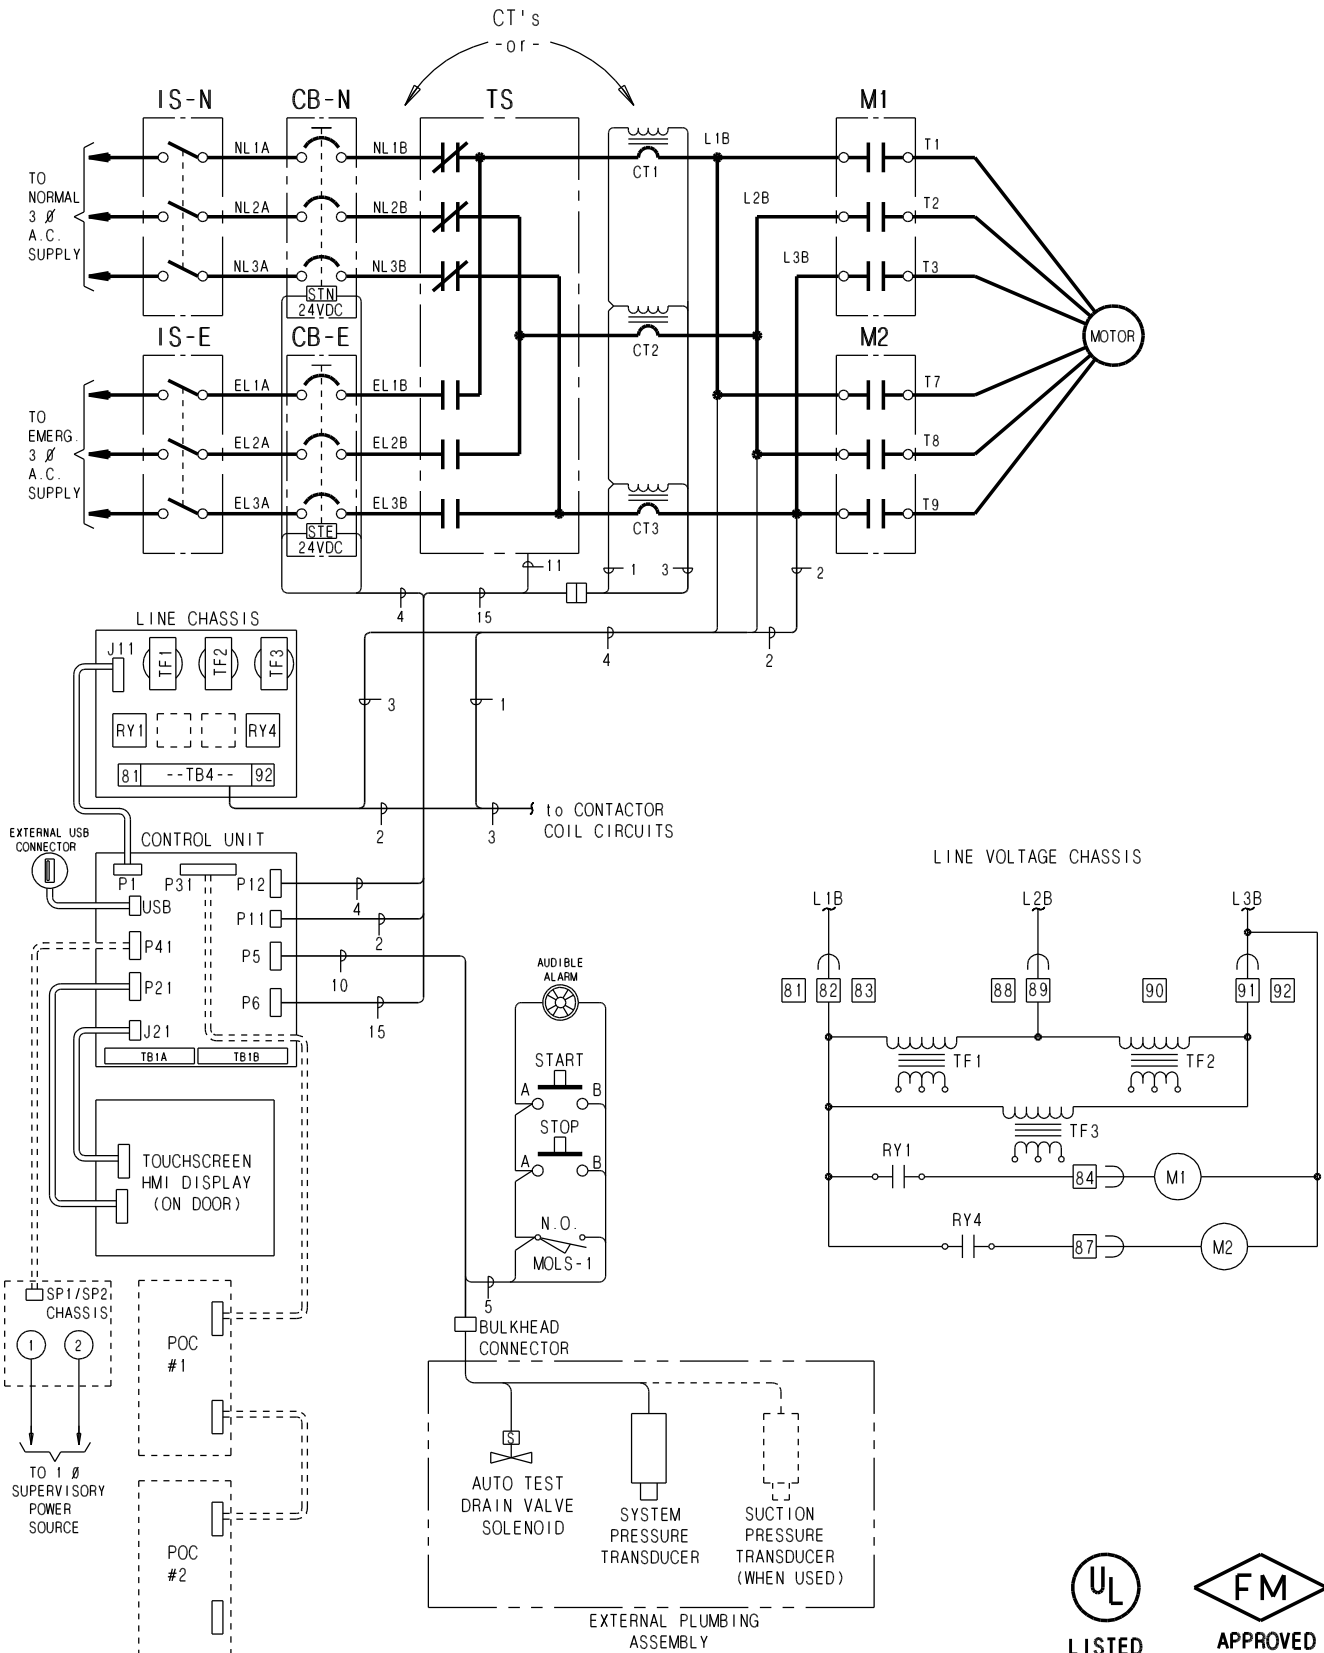 CT's
-or-
IS-N
CB-N
TS
M1
NL1A
NL1B
L1B
T1
CT1
TO
NORMAL
3 Ø
A.C.
SUPPLY
NL2A
NL2B
L2B
T2
NL3A
NL3B
L3B
T3
STN
24VDC
IS-E
CB-E
CT2
M2
MOTOR
EL1A
EL1B
T7
TO
EMERG.
3 Ø
A.C.
SUPPLY
EL2A
EL2B
T8
EL3A
EL3B
T9
CT3
STE
24VDC
11
1
3
2
4
15
4
2
LINE CHASSIS
J11
TF1
TF2
TF3
3
1
RY1
RY4
81
--TB4--
92
2
3
to CONTACTOR
COIL CIRCUITS
EXTERNAL USB
CONNECTOR
CONTROL UNIT
P1
P31
P12
4
USB
P11
2
P41
P5
10
P21
P6
15
J21
TB1A
TB1B
TOUCHSCREEN
HMI DISPLAY
(ON DOOR)
AUDIBLE
ALARM
START
A
B
STOP
A
B
N.O.
MOLS-1
5
BULKHEAD
CONNECTOR
LINE VOLTAGE CHASSIS
L1B
L2B
L3B
81
82
83
88
89
90
91
92
TF1
TF2
TF3
RY1
84
M1
RY4
87
M2
SP1/SP2
CHASSIS
1
2
TO 1 Ø
SUPERVISORY
POWER
SOURCE
POC
#1
POC
#2
S
AUTO TEST
DRAIN VALVE
SOLENOID
SYSTEM
PRESSURE
TRANSDUCER
SUCTION
PRESSURE
TRANSDUCER
(WHEN USED)
EXTERNAL PLUMBING
ASSEMBLY
UL
LISTED
FM
APPROVED